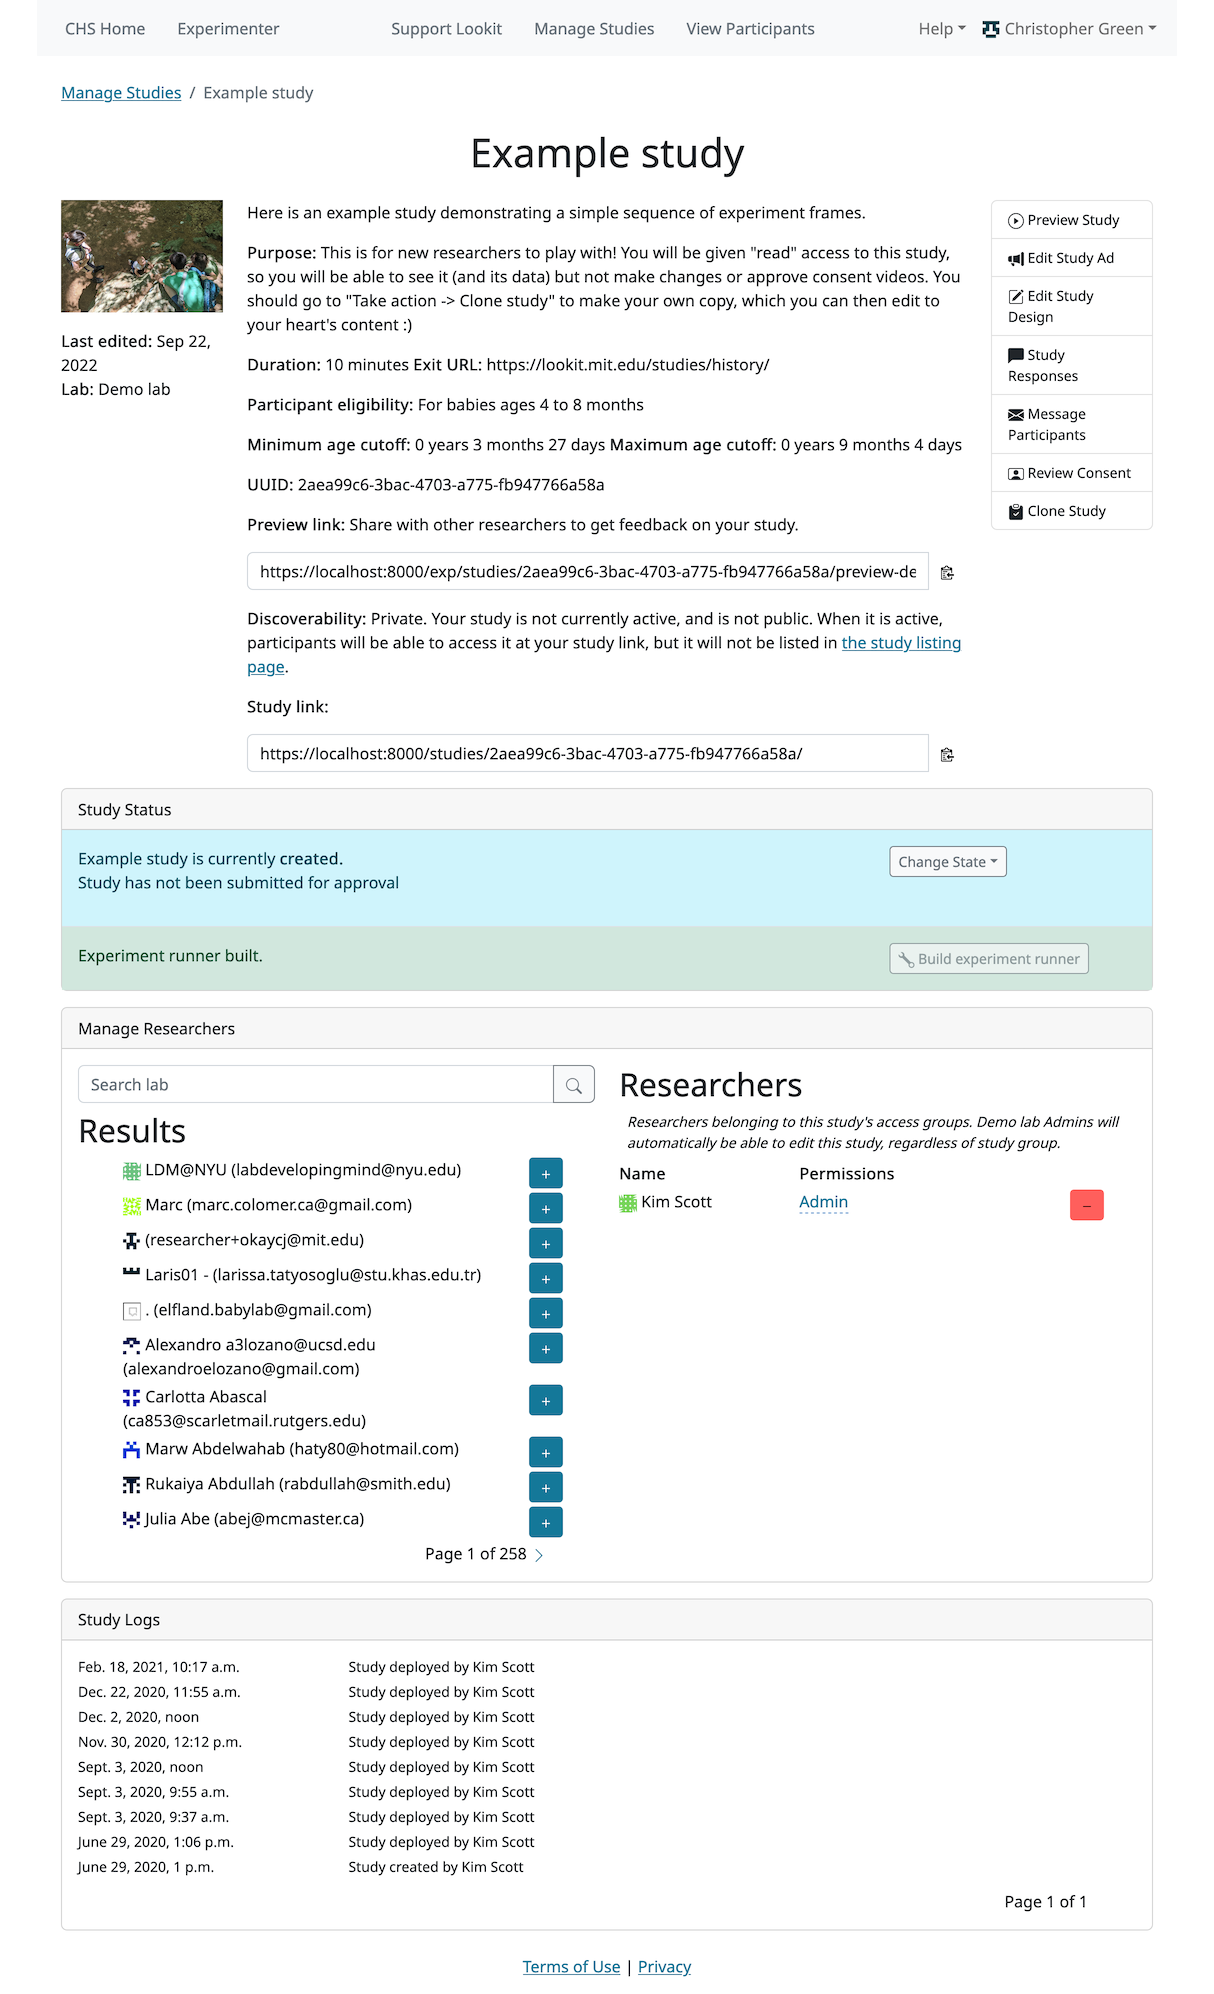 CHS Home Experimenter Support Lookit Manage Studies View Participants Help Christopher Green
Manage Studies / Example study
Example study
Last edited: Sep 22,
2022
Lab: Demo lab
Here is an example study demonstrating a simple sequence of experiment frames.
Purpose: This is for new researchers to play with! You will be given "read" access to this study,
so you will be able to see it (and its data) but not make changes or approve consent videos. You
should go to "Take action -> Clone study" to make your own copy, which you can then edit to
your heart's content :)
Duration: 10 minutes Exit URL: https://lookit.mit.edu/studies/history/
Participant eligibility: For babies ages 4 to 8 months
Minimum age cutoff: 0 years 3 months 27 days Maximum age cutoff: 0 years 9 months 4 days
UUID: 2aea99c6-3bac-4703-a775-fb947766a58a
Preview link: Share with other researchers to get feedback on your study.
https://localhost:8000/exp/studies/2aea99c6-3bac-4703-a775-fb947766a58a/preview-de
Discoverability: Private. Your study is not currently active, and is not public. When it is active,
participants will be able to access it at your study link, but it will not be listed in the study listing
page.
Study link:
https://localhost:8000/studies/2aea99c6-3bac-4703-a775-fb947766a58a/
Preview Study
Edit Study Ad
Edit Study
Design
Study
Responses
Message
Participants
Review Consent
Clone Study
Study Status
Example study is currently created.
Study has not been submitted for approval
Change State
Experiment runner built.
Build experiment runner
Manage Researchers
Search lab
Results
LDM@NYU (labdevelopingmind@nyu.edu) +
Marc (marc.colomer.ca@gmail.com) +
(researcher+okaycj@mit.edu) +
Laris01 - (larissa.tatyosoglu@stu.khas.edu.tr) +
. (elfland.babylab@gmail.com) +
Alexandro a3lozano@ucsd.edu +
(alexandroelozano@gmail.com)
Carlotta Abascal +
(ca853@scarletmail.rutgers.edu)
Marw Abdelwahab (haty80@hotmail.com) +
Rukaiya Abdullah (rabdullah@smith.edu) +
Julia Abe (abej@mcmaster.ca) +
Page 1 of 258
Researchers
Researchers belonging to this study's access groups. Demo lab Admins will
automatically be able to edit this study, regardless of study group.
Name Permissions
Kim Scott Admin –
Study Logs
Feb. 18, 2021, 10:17 a.m. Study deployed by Kim Scott
Dec. 22, 2020, 11:55 a.m. Study deployed by Kim Scott
Dec. 2, 2020, noon Study deployed by Kim Scott
Nov. 30, 2020, 12:12 p.m. Study deployed by Kim Scott
Sept. 3, 2020, noon Study deployed by Kim Scott
Sept. 3, 2020, 9:55 a.m. Study deployed by Kim Scott
Sept. 3, 2020, 9:37 a.m. Study deployed by Kim Scott
June 29, 2020, 1:06 p.m. Study deployed by Kim Scott
June 29, 2020, 1 p.m. Study created by Kim Scott
Page 1 of 1
Terms of Use | Privacy